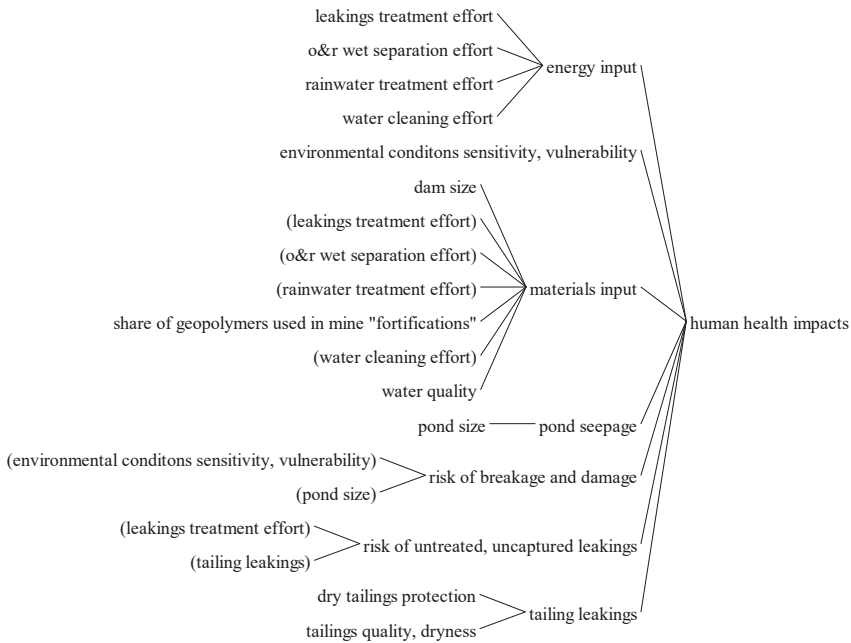 leakings treatment effort
o&r wet separation effort
energy input
rainwater treatment effort
water cleaning effort
environmental conditons sensitivity, vulnerability
dam size
(leakings treatment effort)
(o&r wet separation effort)
(rainwater treatment effort)
materials input
share of geopolymers used in mine "fortifications"
human health impacts
(water cleaning effort)
water quality
pond size
pond seepage
(environmental conditons sensitivity, vulnerability)
risk of breakage and damage
(pond size)
(leakings treatment effort)
risk of untreated, uncaptured leakings
(tailing leakings)
dry tailings protection
tailing leakings
tailings quality, dryness